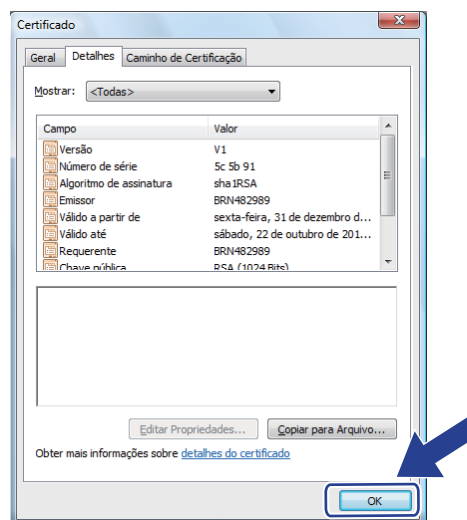 Certificado
Geral Detalhes Caminho de Certificação
Mostrar: <Todas>
Campo Valor
Versão V1
Número de série 5c 5b 91
Algoritmo de assinatura sha1RSA
Emissor BRN482989
Válido a partir de sexta-feira, 31 de dezembro d...
Válido até sábado, 22 de outubro de 201...
Requerente BRN482989
Chave pública RSA (1024 Bits)
Editar Propriedades... Copiar para Arquivo...
Obter mais informações sobre detalhes do certificado
OK